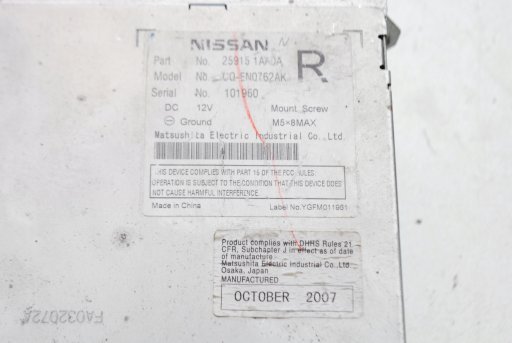 NISSAN
Part No. 25915 1AA0A
Model No. CQ-EN0762AK
Serial No. 101960
R
DC 12V Mount Screw
⊖ Ground M5×8MAX
Matsushita Electric Industrial Co., Ltd.
THIS DEVICE COMPLIES WITH PART 15 OF THE FCC RULES.
OPERATION IS SUBJECT TO THE CONDITION THAT THIS DEVICE DOES
NOT CAUSE HARMFUL INTERFERENCE.
Made in China Label No.YGFM011961
Product complies with DHHS Rules 21
CFR, Subchapter J in effect as of date
of manufacture.
Matsushita Electric Industrial Co., Ltd.
Osaka, Japan
MANUFACTURED
OCTOBER 2007
FA032072